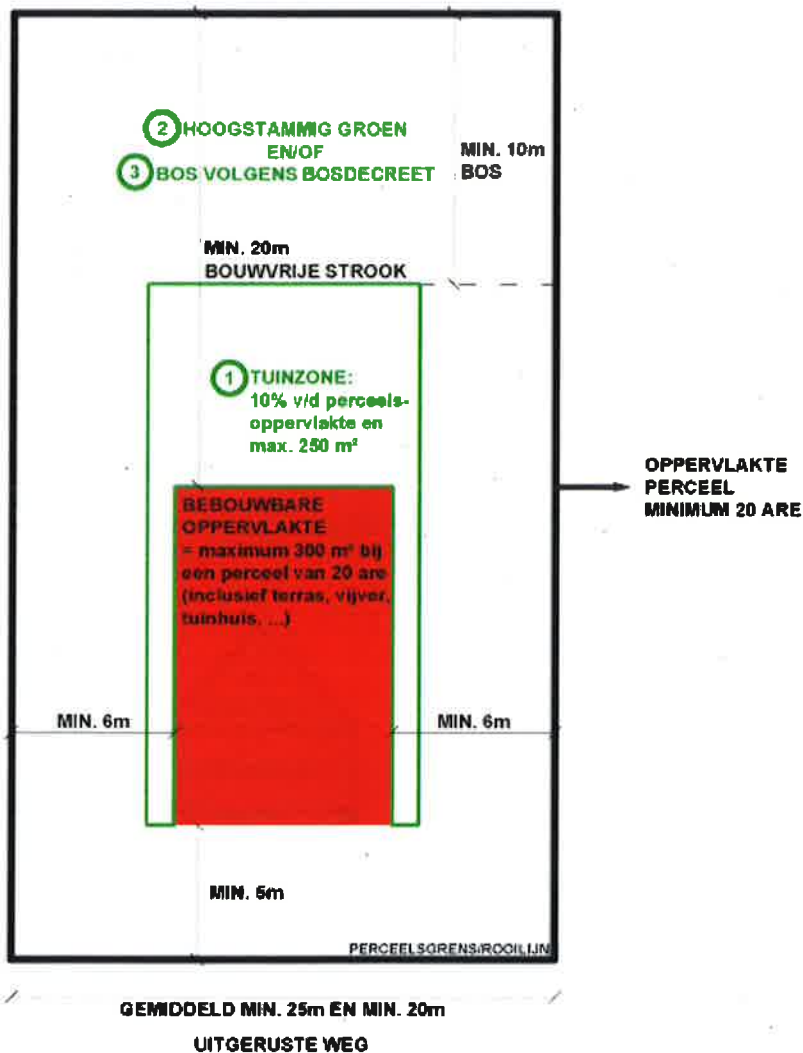 2 HOOGSTAMMIG GROEN
EN/OF
3 BOS VOLGENS BOSDECREET
MIN. 10m
BOS
MIN. 20m
BOUWVRIJE STROOK
1 TUINZONE:
10% v/d perceels-
oppervlakte en
max. 250 m²
OPPERVLAKTE
PERCEEL
MINIMUM 20 ARE
BEBOUWBARE
OPPERVLAKTE
= maximum 300 m² bij
een perceel van 20 are
(inclusief terras, vijver,
tuinhuis, ...)
MIN. 6m
MIN. 6m
MIN. 5m
PERCEELSGRENS/ROOILIJN
GEMIDDELD MIN. 25m EN MIN. 20m
UITGERUSTE WEG